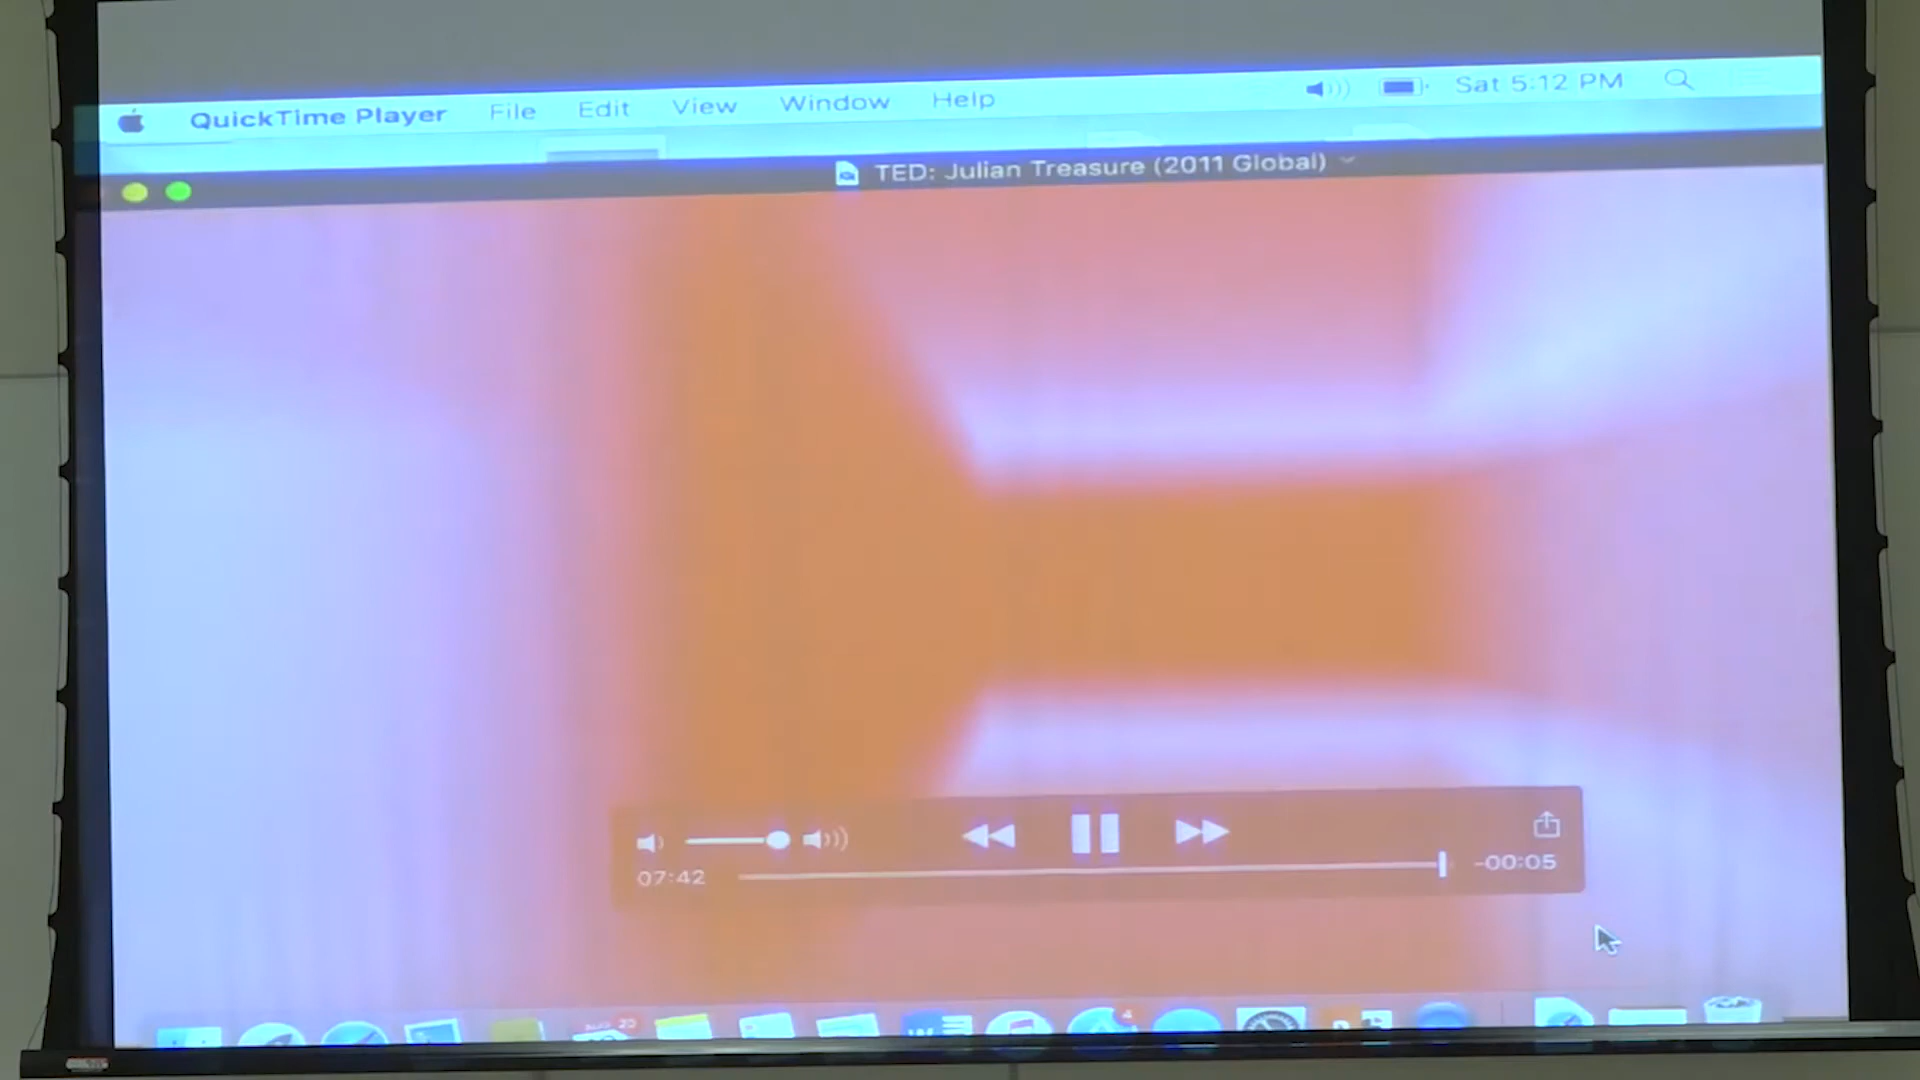 QuickTime Player File Edit View Window Help Sat 5:12 PM
TED: Julian Treasure (2011 Global)
07:42 -00:05
4